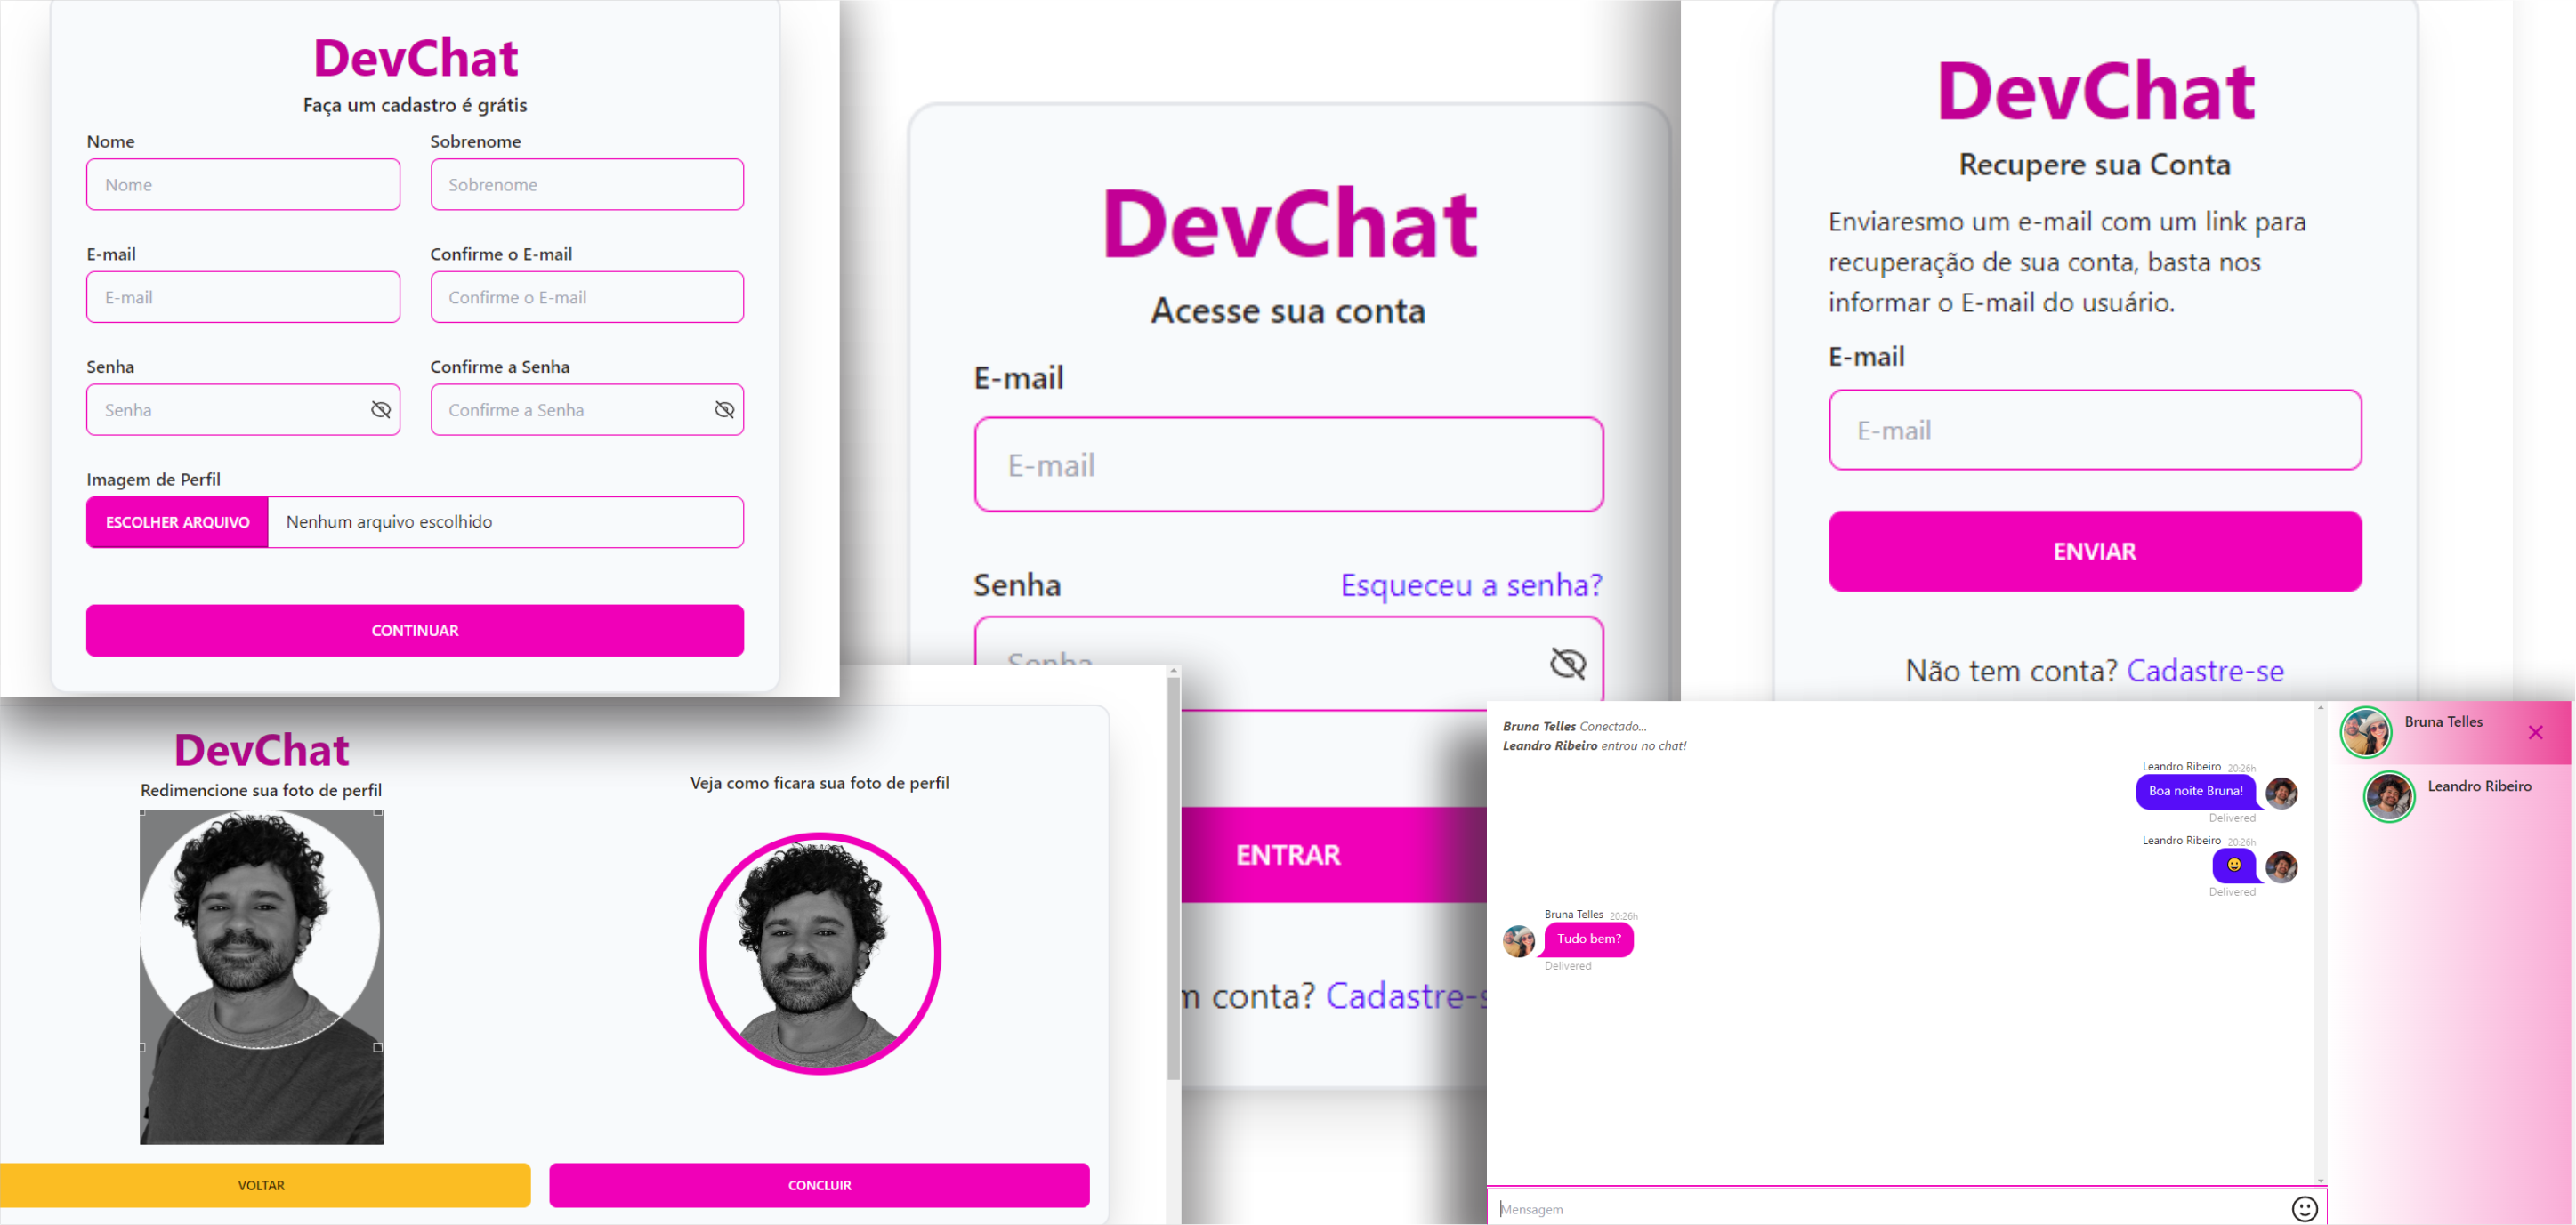 DevChat
Faça um cadastro é grátis
Nome
Sobrenome
Nome
Sobrenome
E-mail
Confirme o E-mail
E-mail
Confirme o E-mail
Senha
Confirme a Senha
Senha
Confirme a Senha
Imagem de Perfil
ESCOLHER ARQUIVO
Nenhum arquivo escolhido
CONTINUAR
DevChat
Acesse sua conta
E-mail
E-mail
Senha
Esqueceu a senha?
Senha
ENTRAR
m conta? Cadastre-s
DevChat
Recupere sua Conta
Enviaresmo um e-mail com um link para
recuperação de sua conta, basta nos
informar o E-mail do usuário.
E-mail
E-mail
ENVIAR
Não tem conta? Cadastre-se
DevChat
Redimencione sua foto de perfil
Veja como ficara sua foto de perfil
VOLTAR
CONCLUIR
Bruna Telles Conectado...
Leandro Ribeiro entrou no chat!
Leandro Ribeiro 20:26h
Boa noite Bruna!
Delivered
Leandro Ribeiro 20:26h
Delivered
Bruna Telles 20:26h
Tudo bem?
Delivered
Mensagem
Bruna Telles
Leandro Ribeiro